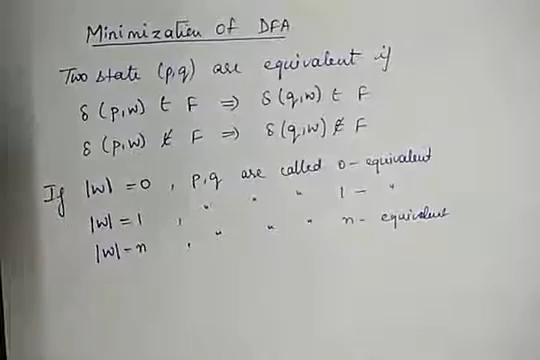 Minimization of DFA
Two state (p,q) are equivalent if
δ (p,w) ∈ F ⇒ δ (q,w) ∈ F
δ (p,w) ∉ F ⇒ δ (q,w) ∉ F
If |w| = 0 , p,q are called 0 - equivalent
|w| = 1 , " " " 1 - "
|w| = n , " " " n - equivalent